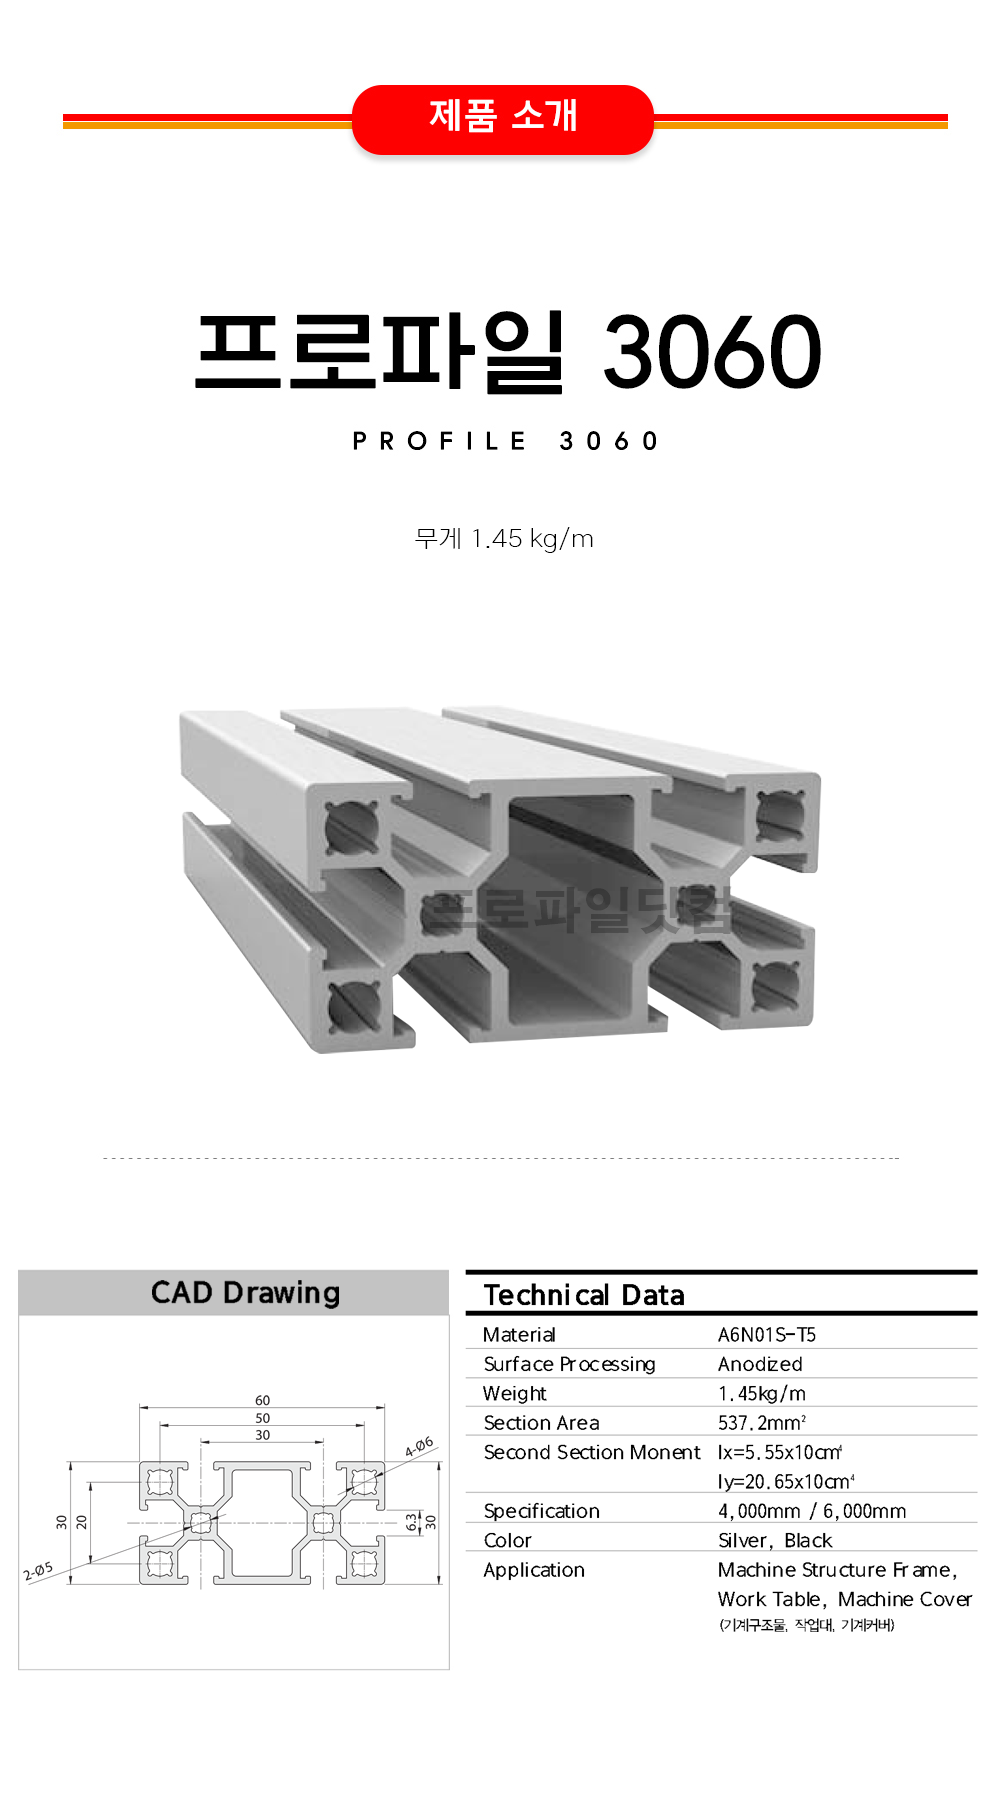 제품 소개
프로파일 3060
PROFILE 3060
무게 1.45 kg/m
프로파일닷컴
CAD Drawing
60
50
30
4-Ø6
30
20
6.3
30
2-Ø5
Technical Data
Material A6N01S-T5
Surface Processing Anodized
Weight 1.45kg/m
Section Area 537.2mm²
Second Section Monent Ix=5.55x10cm⁴
Iy=20.65x10cm⁴
Specification 4,000mm / 6,000mm
Color Silver, Black
Application Machine Structure Frame,
Work Table, Machine Cover
(기계구조물, 작업대, 기계커버)